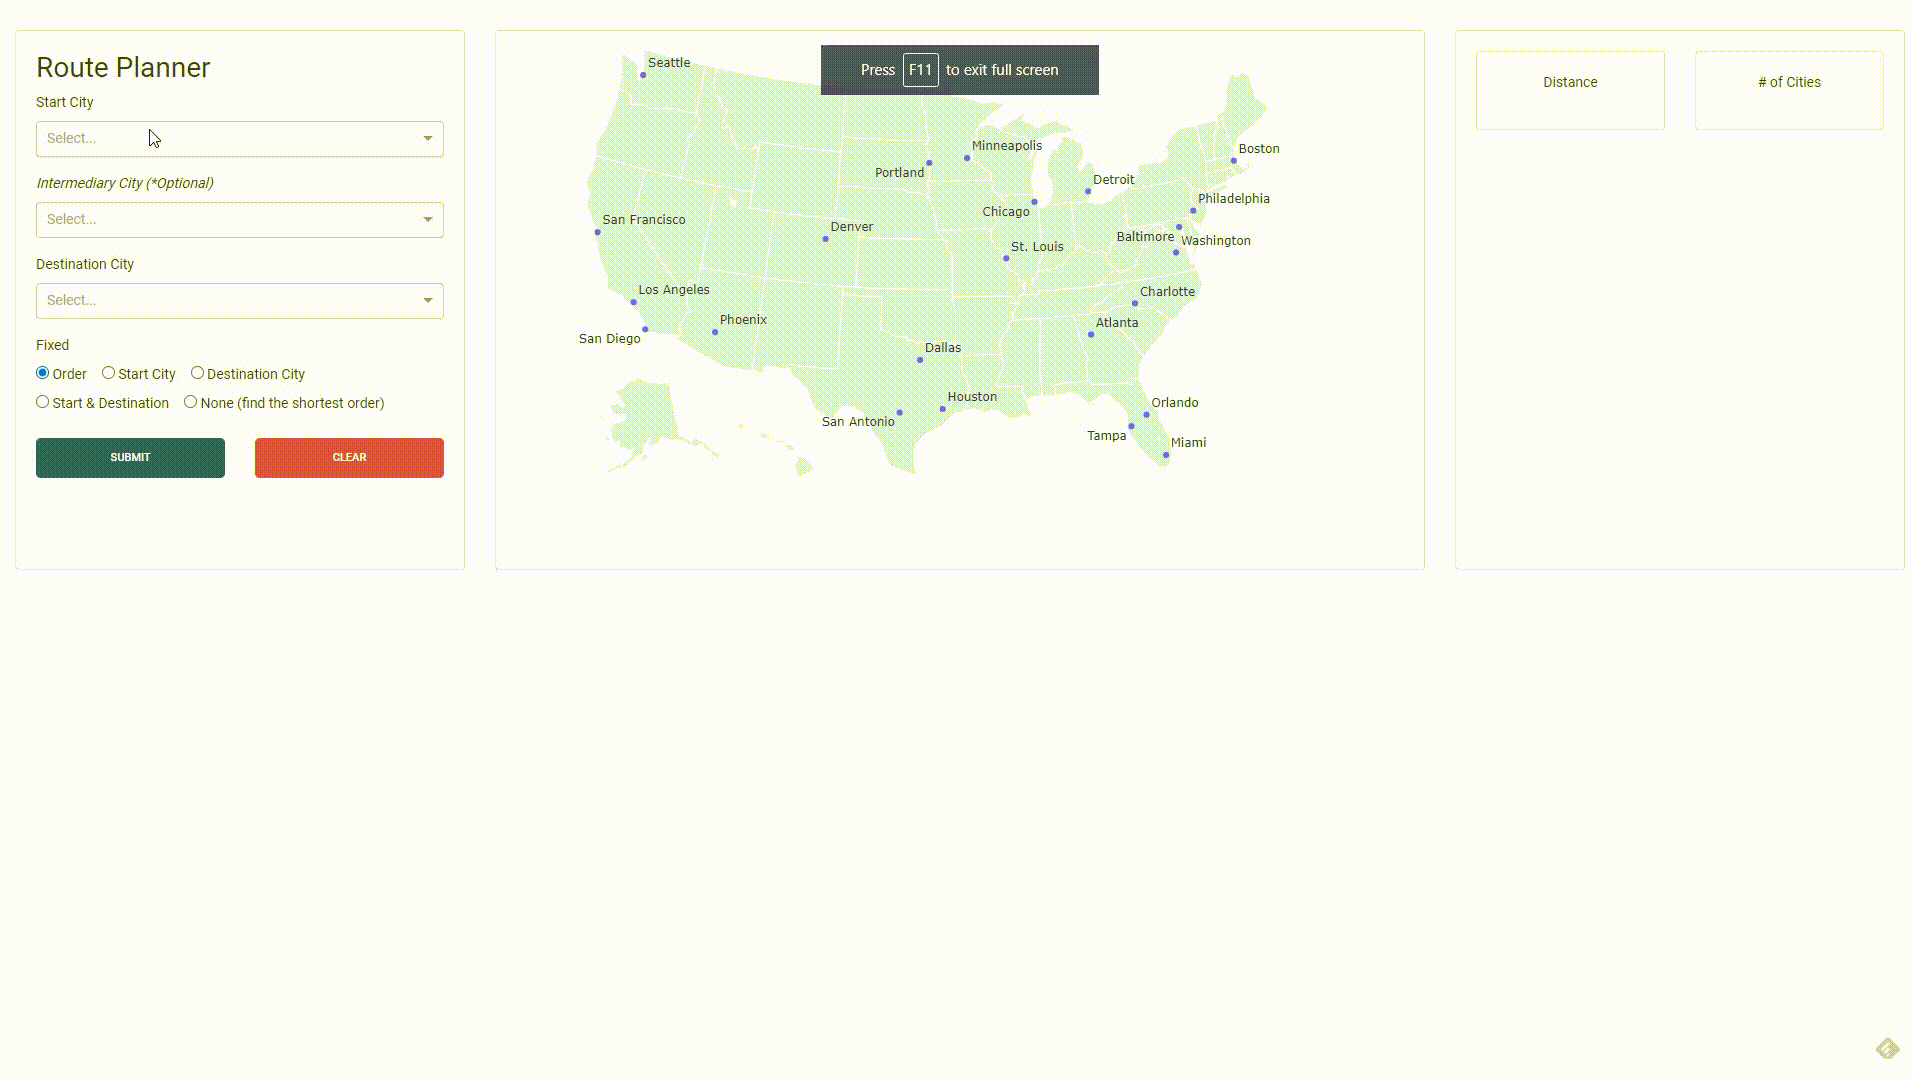 Route Planner
Start City
Select...
Intermediary City (*Optional)
Select...
Destination City
Select...
Fixed
Order Start City Destination City
Start & Destination None (find the shortest order)
SUBMIT CLEAR
Press F11 to exit full screen
Seattle
Minneapolis
Portland
Boston
Detroit
Philadelphia
Chicago
San Francisco
Denver
Baltimore
Washington
St. Louis
Los Angeles
Charlotte
Phoenix
Atlanta
San Diego
Dallas
Houston
Orlando
San Antonio
Tampa
Miami
Distance
# of Cities